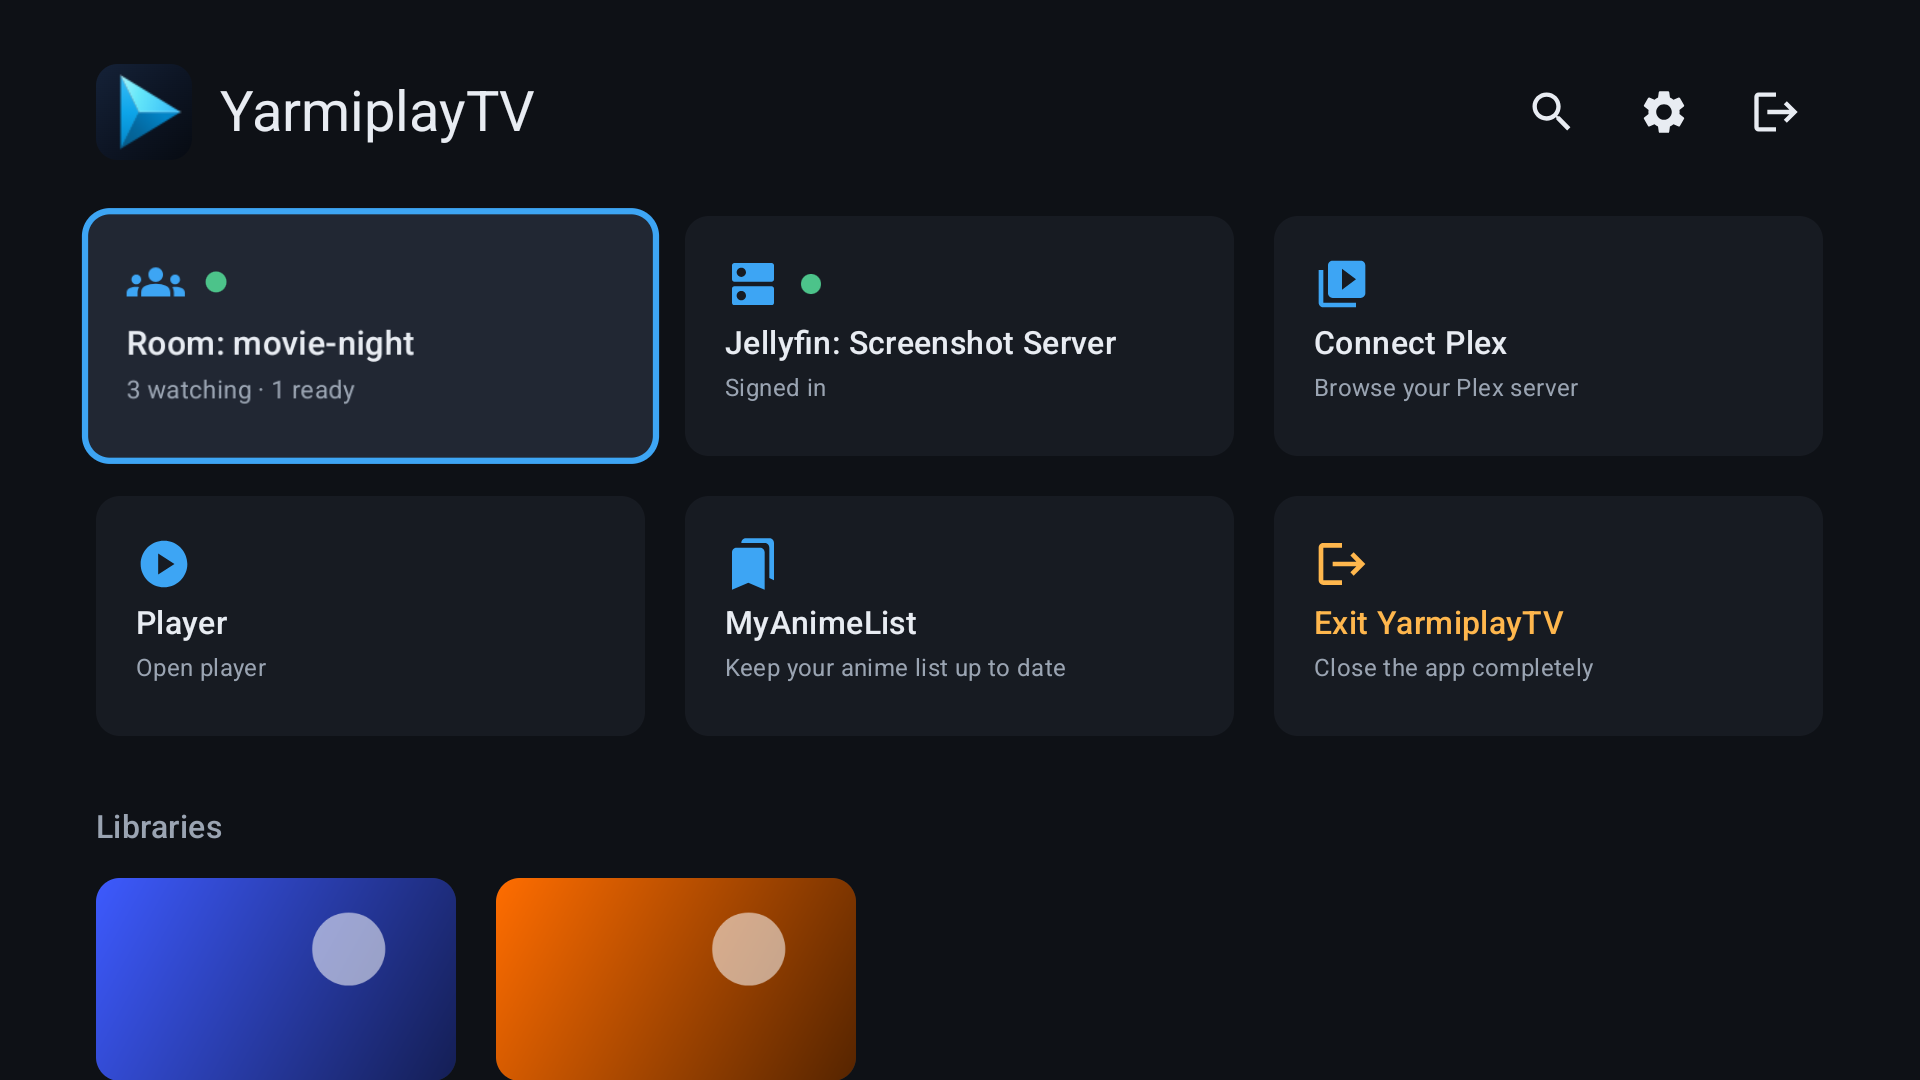 YarmiplayTV
Room: movie-night
3 watching · 1 ready
Jellyfin: Screenshot Server
Signed in
Connect Plex
Browse your Plex server
Player
Open player
MyAnimeList
Keep your anime list up to date
Exit YarmiplayTV
Close the app completely
Libraries